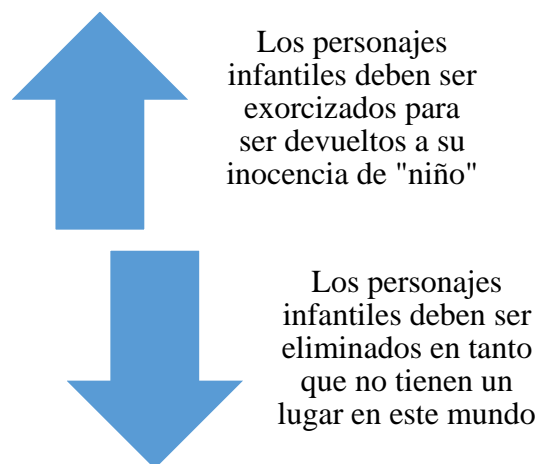 Los personajes
infantiles deben ser
exorcizados para
ser devueltos a su
inocencia de "niño"
Los personajes
infantiles deben ser
eliminados en tanto
que no tienen un
lugar en este mundo